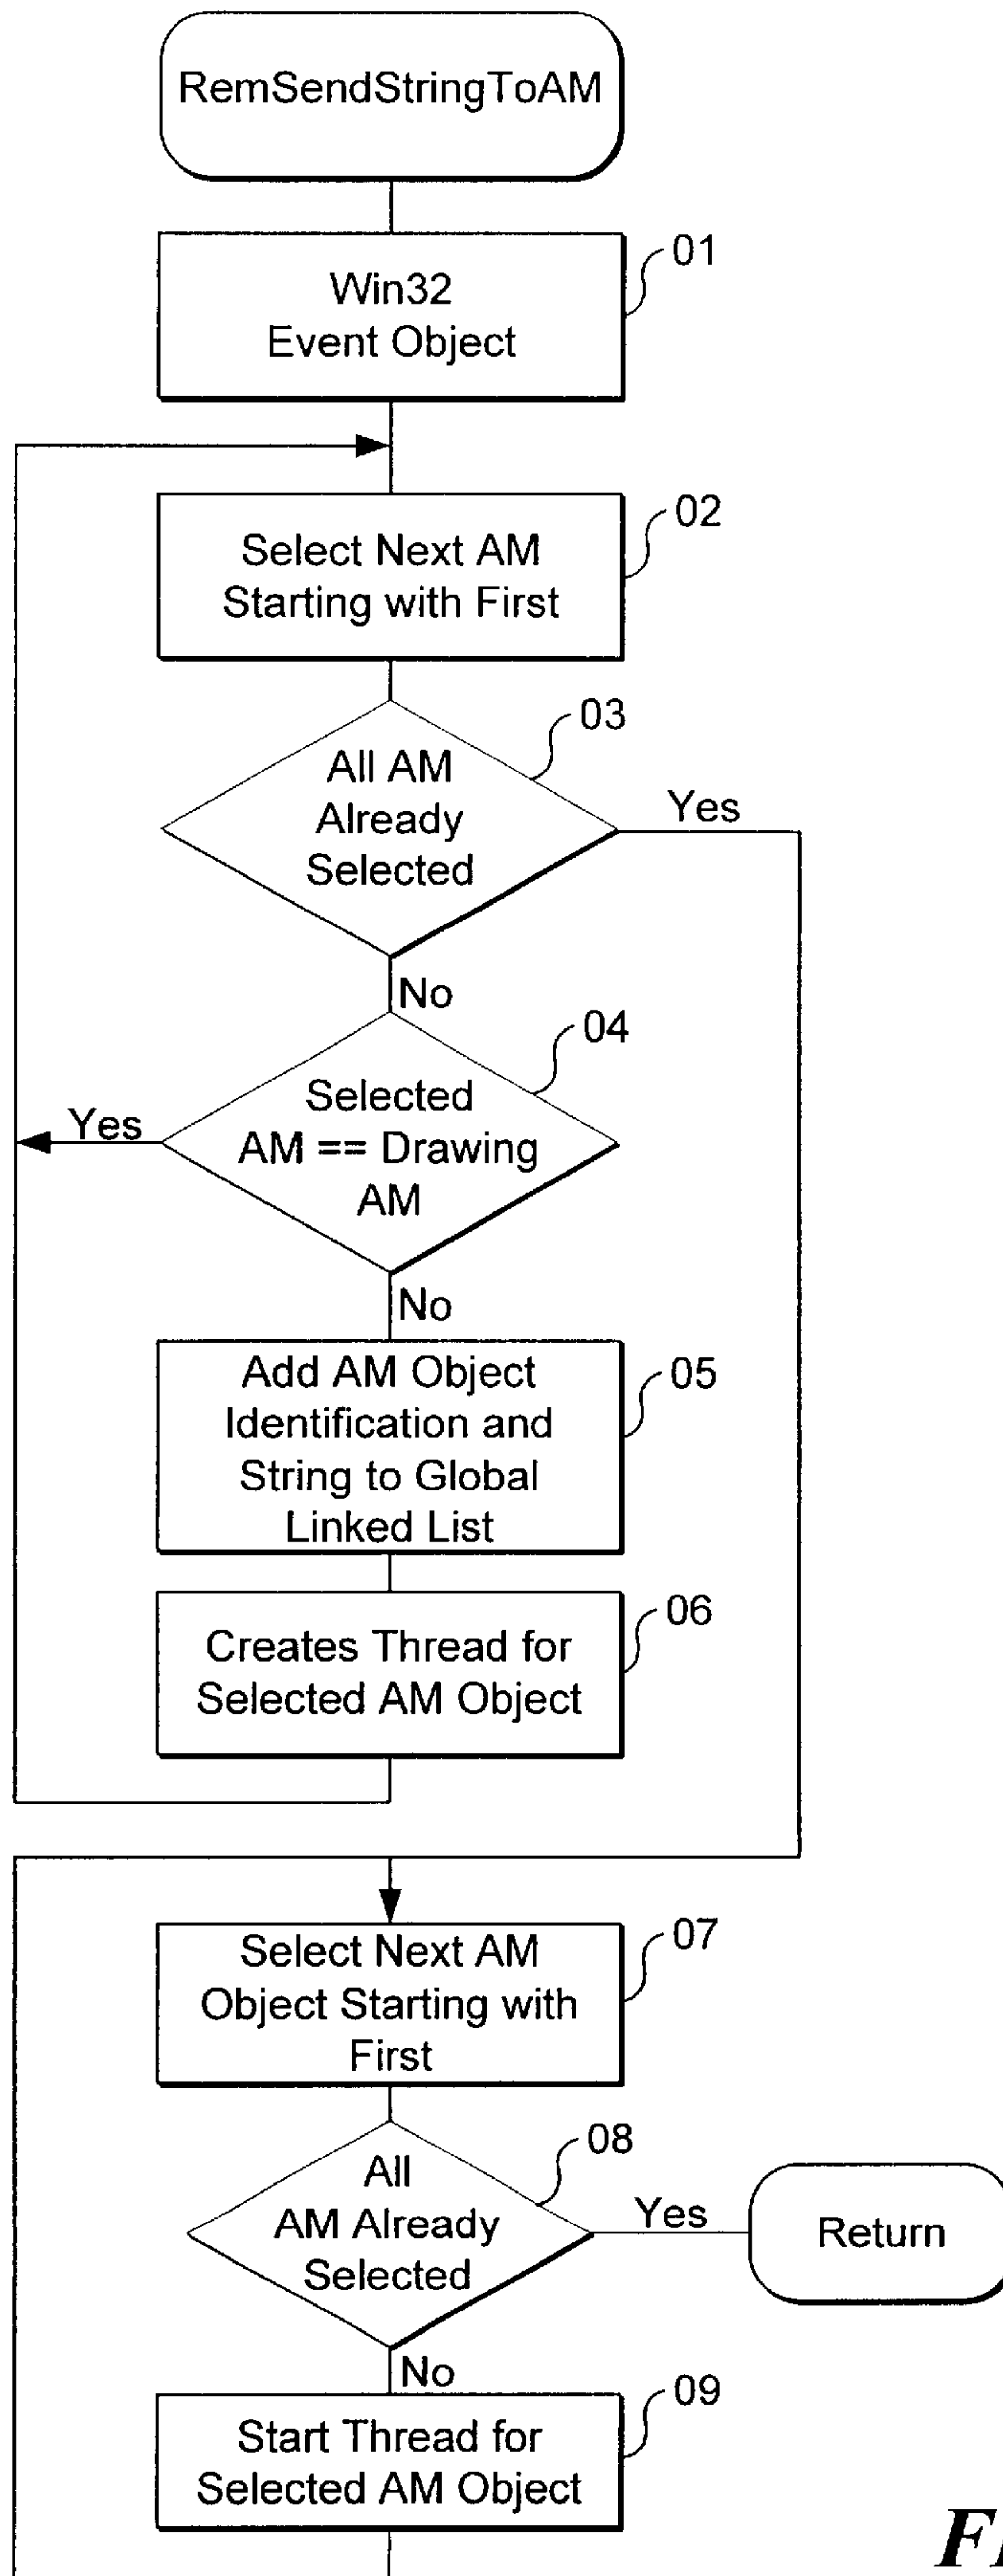 RemSendStringToAM
01
Win32
Event Object
02
Select Next AM
Starting with First
03
All AM
Already
Selected
Yes
No
04
Selected
AM == Drawing
AM
Yes
No
05
Add AM Object
Identification and
String to Global
Linked List
06
Creates Thread for
Selected AM Object
07
Select Next AM
Object Starting with
First
08
All
AM Already
Selected
Yes
Return
No
09
Start Thread for
Selected AM Object